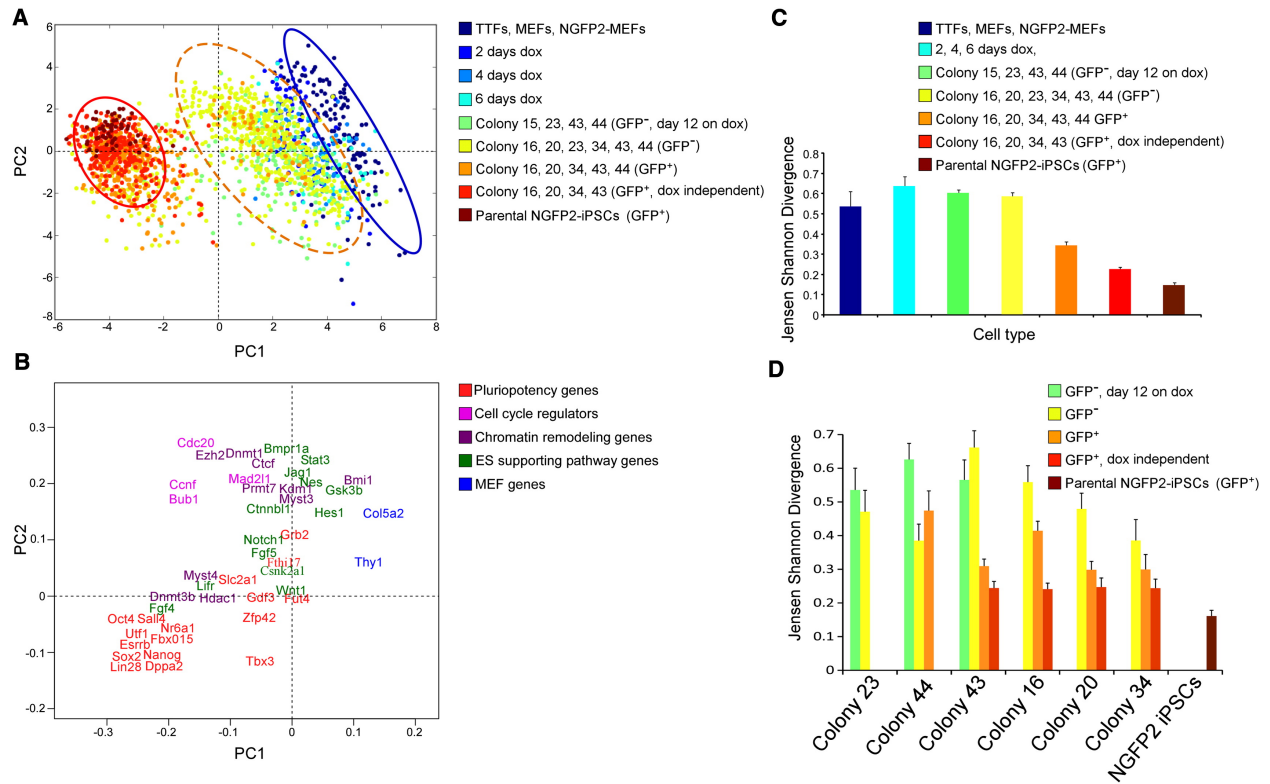 A
PC2
6
4
2
0
-2
-4
-6
-8
-6
-4
-2
0
2
4
6
8
PC1
TTFs, MEFs, NGFP2-MEFs
2 days dox
4 days dox
6 days dox
Colony 15, 23, 43, 44 (GFP⁻, day 12 on dox)
Colony 16, 20, 23, 34, 43, 44 (GFP⁻)
Colony 16, 20, 34, 43, 44 (GFP⁺)
Colony 16, 20, 34, 43 (GFP⁺, dox independent)
Parental NGFP2-iPSCs (GFP⁺)
B
PC2
0.3
0.2
0.1
0
-0.1
-0.2
-0.3
-0.2
-0.1
0
0.1
0.2
PC1
Cdc20
Ezh2
Dnmt1
Bmpr1a
Ctcf
Stat3
Jag1
Mad2l1
Nes
Bmi1
Ccnf
Prmt7
Kdm1
Gsk3b
Bub1
Myst3
Ctnnbl1
Hes1
Col5a2
Grb2
Notch1
Fgf5
Fthl17
Thy1
Csnk2a1
Myst4
Slc2a1
Lifr
Wnt1
Dnmt3b
Hdac1
Gdf3
Fut4
Fgf4
Oct4
Sall4
Zfp42
Nr6a1
Utf1
Fbx015
Esrrb
Sox2
Nanog
Tbx3
Lin28
Dppa2
Pluriopotency genes
Cell cycle regulators
Chromatin remodeling genes
ES supporting pathway genes
MEF genes
C
TTFs, MEFs, NGFP2-MEFs
2, 4, 6 days dox,
Colony 15, 23, 43, 44 (GFP⁻, day 12 on dox)
Colony 16, 20, 23, 34, 43, 44 (GFP⁻)
Colony 16, 20, 34, 43, 44 GFP⁺
Colony 16, 20, 34, 43 (GFP⁺, dox independent)
Parental NGFP2-iPSCs (GFP⁺)
Jensen Shannon Divergence
0.8
0.7
0.6
0.5
0.4
0.3
0.2
0.1
0
Cell type
D
GFP⁻, day 12 on dox
GFP⁻
GFP⁺
GFP⁺, dox independent
Parental NGFP2-iPSCs (GFP⁺)
Jensen Shannon Divergence
0.7
0.6
0.5
0.4
0.3
0.2
0.1
0
Colony 23
Colony 44
Colony 43
Colony 16
Colony 20
Colony 34
NGFP2 iPSCs